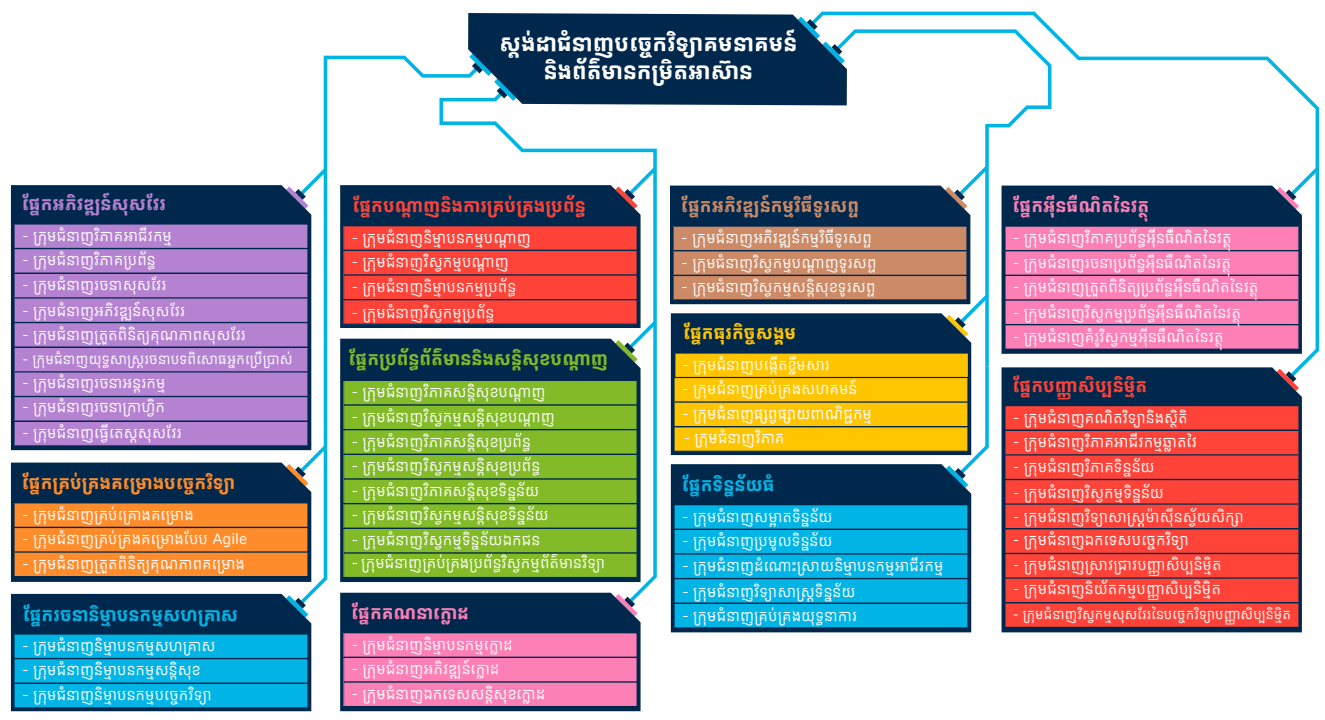 ស្តង់ដាជំនាញបច្ចេកវិទ្យាគមនាគមន៍
និងព័ត៌មានកម្រិតអាស៊ាន
ផ្នែកអភិវឌ្ឍន៍សុសវែរ
- ក្រុមជំនាញវិភាគអាជីវកម្ម
- ក្រុមជំនាញវិភាគប្រព័ន្ធ
- ក្រុមជំនាញរចនាសុសវែរ
- ក្រុមជំនាញអភិវឌ្ឍន៍សុសវែរ
- ក្រុមជំនាញត្រួតពិនិត្យគុណភាពសុសវែរ
- ក្រុមជំនាញយុទ្ធសាស្ត្ររចនាបទពិសោធអ្នកប្រើប្រាស់
- ក្រុមជំនាញរចនាអន្តរកម្ម
- ក្រុមជំនាញរចនាក្រាហ្វិក
- ក្រុមជំនាញធ្វើតេស្តសុសវែរ
ផ្នែកគ្រប់គ្រងគម្រោងបច្ចេកវិទ្យា
- ក្រុមជំនាញគ្រប់គ្រោងគម្រោង
- ក្រុមជំនាញគ្រប់គ្រងគម្រោងបែប Agile
- ក្រុមជំនាញត្រួតពិនិត្យគុណភាពគម្រោង
ផ្នែករចនានិម្មាបនកម្មសហគ្រាស
- ក្រុមជំនាញនិម្មាបនកម្មសហគ្រាស
- ក្រុមជំនាញនិម្មាបនកម្មសន្តិសុខ
- ក្រុមជំនាញនិម្មាបនកម្មបច្ចេកវិទ្យា
ផ្នែកបណ្តាញនិងការគ្រប់គ្រងប្រព័ន្ធ
- ក្រុមជំនាញនិម្មាបនកម្មបណ្តាញ
- ក្រុមជំនាញវិស្វកម្មបណ្តាញ
- ក្រុមជំនាញនិម្មាបនកម្មប្រព័ន្ធ
- ក្រុមជំនាញវិស្វកម្មប្រព័ន្ធ
ផ្នែកប្រព័ន្ធព័ត៌មាននិងសន្តិសុខបណ្តាញ
- ក្រុមជំនាញវិភាគសន្តិសុខបណ្តាញ
- ក្រុមជំនាញវិស្វកម្មសន្តិសុខបណ្តាញ
- ក្រុមជំនាញវិភាគសន្តិសុខប្រព័ន្ធ
- ក្រុមជំនាញវិស្វកម្មសន្តិសុខប្រព័ន្ធ
- ក្រុមជំនាញវិភាគសន្តិសុខទិន្នន័យ
- ក្រុមជំនាញវិស្វកម្មសន្តិសុខទិន្នន័យ
- ក្រុមជំនាញវិស្វកម្មទិន្នន័យឯកជន
- ក្រុមជំនាញគ្រប់គ្រងប្រព័ន្ធវិស្វកម្មព័ត៌មានវិទ្យា
ផ្នែកគណនាក្លោដ
- ក្រុមជំនាញនិម្មាបនកម្មក្លោដ
- ក្រុមជំនាញអភិវឌ្ឍន៍ក្លោដ
- ក្រុមជំនាញឯកទេសសន្តិសុខក្លោដ
ផ្នែកអភិវឌ្ឍន៍កម្មវិធីទូរសព្ទ
- ក្រុមជំនាញអភិវឌ្ឍន៍កម្មវិធីទូរសព្ទ
- ក្រុមជំនាញវិស្វកម្មបណ្តាញទូរសព្ទ
- ក្រុមជំនាញវិស្វកម្មសន្តិសុខទូរសព្ទ
ផ្នែកធុរកិច្ចសង្គម
- ក្រុមជំនាញបង្កើតខ្លឹមសារ
- ក្រុមជំនាញគ្រប់គ្រងសហគមន៍
- ក្រុមជំនាញផ្សព្វផ្សាយពាណិជ្ជកម្ម
- ក្រុមជំនាញវិភាគ
ផ្នែកទិន្នន័យធំ
- ក្រុមជំនាញសម្អាតទិន្នន័យ
- ក្រុមជំនាញប្រមូលទិន្នន័យ
- ក្រុមជំនាញដំណោះស្រាយនិម្មាបនកម្មអាជីវកម្ម
- ក្រុមជំនាញវិទ្យាសាស្ត្រទិន្នន័យ
- ក្រុមជំនាញគ្រប់គ្រងយុទ្ធនាការ
ផ្នែកអ៊ីនធឺណិតនៃវត្ថុ
- ក្រុមជំនាញវិភាគប្រព័ន្ធអ៊ីនធឺណិតនៃវត្ថុ
- ក្រុមជំនាញរចនាប្រព័ន្ធអ៊ីនធឺណិតនៃវត្ថុ
- ក្រុមជំនាញត្រួតពិនិត្យប្រព័ន្ធអ៊ីនធឺណិតនៃវត្ថុ
- ក្រុមជំនាញវិស្វកម្មប្រព័ន្ធអ៊ីនធឺណិតនៃវត្ថុ
- ក្រុមជំនាញគំរូវិស្វកម្មអ៊ីនធឺណិតនៃវត្ថុ
ផ្នែកបញ្ញាសិប្បនិម្មិត
- ក្រុមជំនាញគណិតវិទ្យានិងស្ថិតិ
- ក្រុមជំនាញវិភាគអាជីវកម្មឆ្លាតវៃ
- ក្រុមជំនាញវិភាគទិន្នន័យ
- ក្រុមជំនាញវិស្វកម្មទិន្នន័យ
- ក្រុមជំនាញវិទ្យាសាស្ត្រម៉ាស៊ីនស្វ័យសិក្សា
- ក្រុមជំនាញឯកទេសបច្ចេកវិទ្យា
- ក្រុមជំនាញស្រាវជ្រាវបញ្ញាសិប្បនិម្មិត
- ក្រុមជំនាញនិយ័តកម្មបញ្ញាសិប្បនិម្មិត
- ក្រុមជំនាញវិស្វកម្មសុសវែរនៃបច្ចេកវិទ្យាបញ្ញាសិប្បនិម្មិត